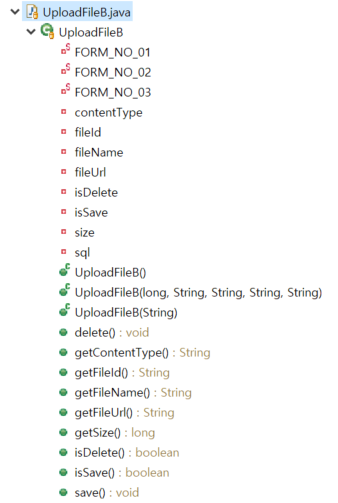 UploadFileB.java
UploadFileB
FORM_NO_01
FORM_NO_02
FORM_NO_03
contentType
fileId
fileName
fileUrl
isDelete
isSave
size
sql
UploadFileB()
UploadFileB(long, String, String, String, String)
UploadFileB(String)
delete() : void
getContentType() : String
getFileId() : String
getFileName() : String
getFileUrl() : String
getSize() : long
isDelete() : boolean
isSave() : boolean
save() : void